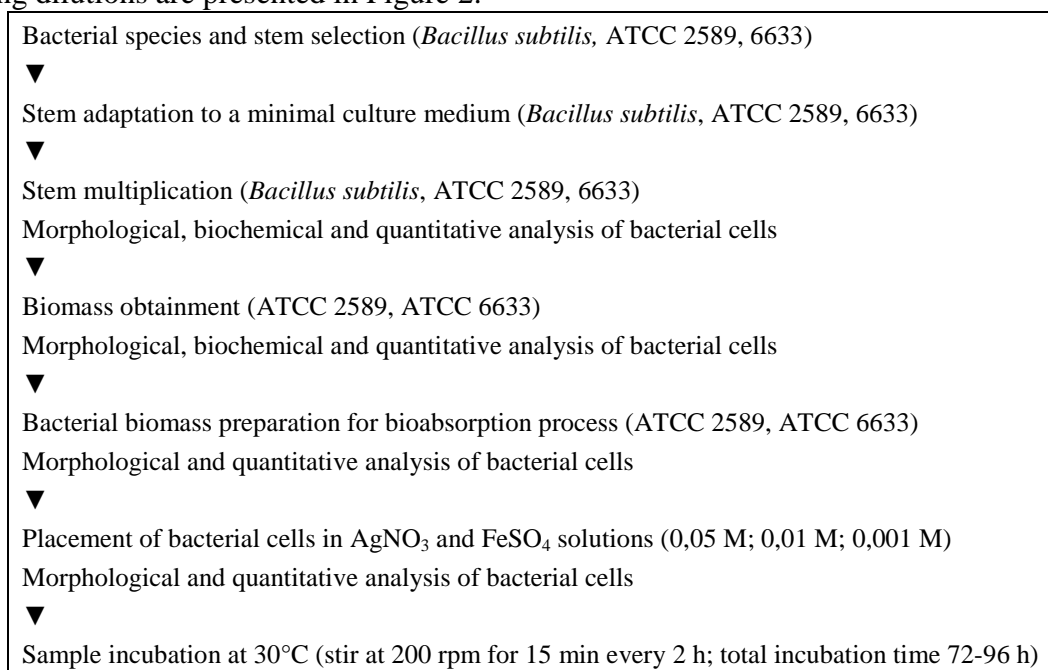 ng dilutions are presented in Figure 2.
Bacterial species and stem selection (Bacillus subtilis, ATCC 2589, 6633)
▼
Stem adaptation to a minimal culture medium (Bacillus subtilis, ATCC 2589, 6633)
▼
Stem multiplication (Bacillus subtilis, ATCC 2589, 6633)
Morphological, biochemical and quantitative analysis of bacterial cells
▼
Biomass obtainment (ATCC 2589, ATCC 6633)
Morphological, biochemical and quantitative analysis of bacterial cells
▼
Bacterial biomass preparation for bioabsorption process (ATCC 2589, ATCC 6633)
Morphological and quantitative analysis of bacterial cells
▼
Placement of bacterial cells in AgNO₃ and FeSO₄ solutions (0,05 M; 0,01 M; 0,001 M)
Morphological and quantitative analysis of bacterial cells
▼
Sample incubation at 30°C (stir at 200 rpm for 15 min every 2 h; total incubation time 72-96 h)